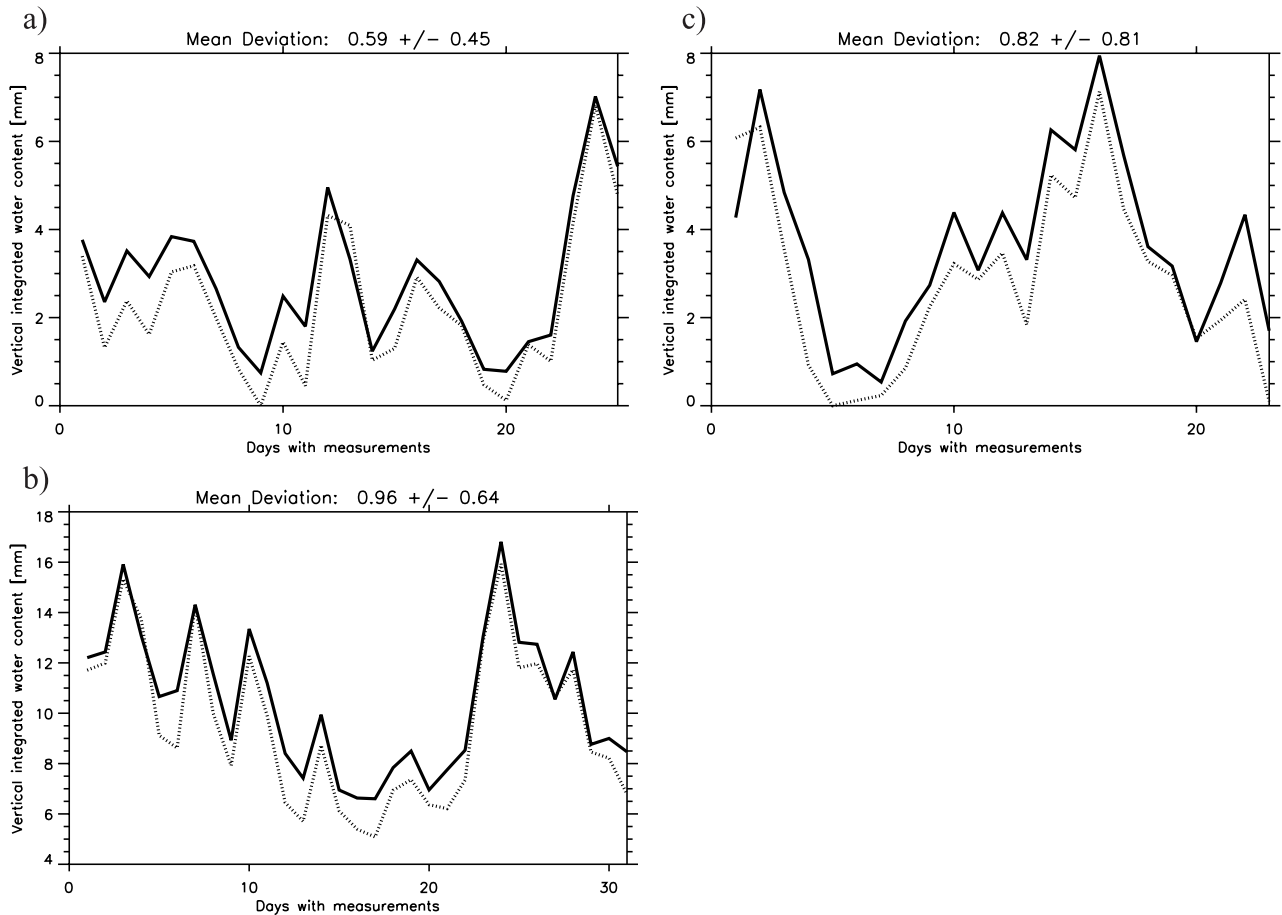 a)
Mean Deviation: 0.59 +/- 0.45
Vertical integrated water content [mm]
8
6
4
2
0
0 10 20
Days with measurements
c)
Mean Deviation: 0.82 +/- 0.81
Vertical integrated water content [mm]
8
6
4
2
0
0 10 20
Days with measurements
b)
Mean Deviation: 0.96 +/- 0.64
Vertical integrated water content [mm]
18
16
14
12
10
8
6
4
0 10 20 30
Days with measurements